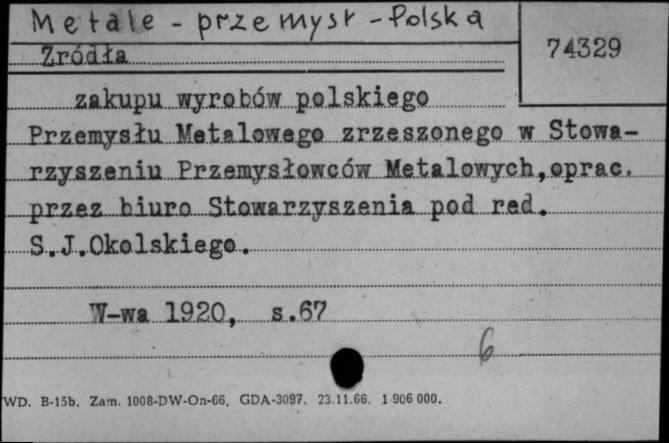 Metale - przemysł - Polska
74329
Zródła
zakupu wyrobów polskiego
Przemysłu Metalowego zrzeszonego w Stowa-
rzyszeniu Przemysłowców Metalowych,oprac.
przez biuro Stowarzyszenia pod red.
S.J.Okolskiego.
W-wa 1920, s.67
6
WD. B-15b. Zam. 1008-DW-On-66. GDA-3097. 23.11.66. 1 906 000.